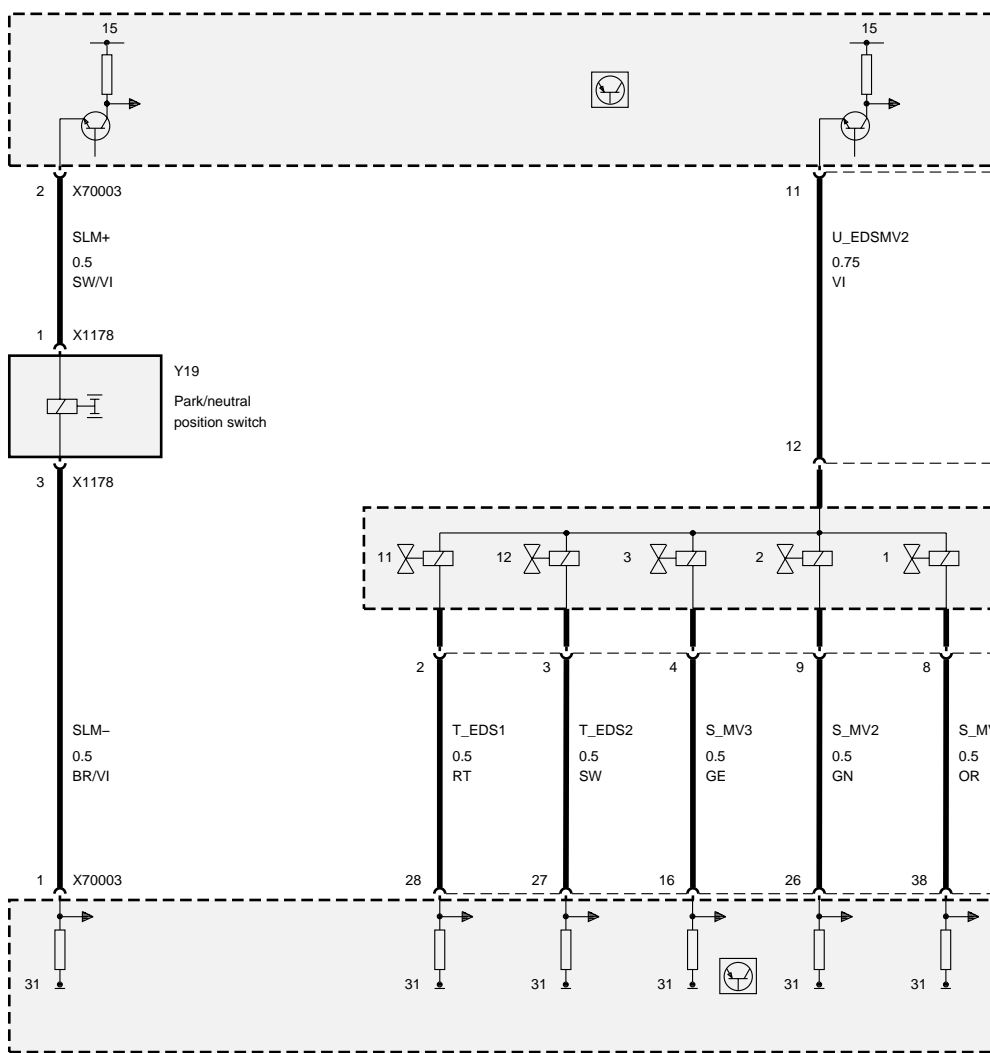 15
15
2 X70003
11
SLM+
0.5
SW/VI
U_EDSMV2
0.75
VI
1 X1178
Y19
Park/neutral
position switch
12
3 X1178
11
12
3
2
1
2
3
4
9
8
SLM–
0.5
BR/VI
T_EDS1
0.5
RT
T_EDS2
0.5
SW
S_MV3
0.5
GE
S_MV2
0.5
GN
S_MV
0.5
OR
1 X70003
28
27
16
26
38
31
31
31
31
31
31